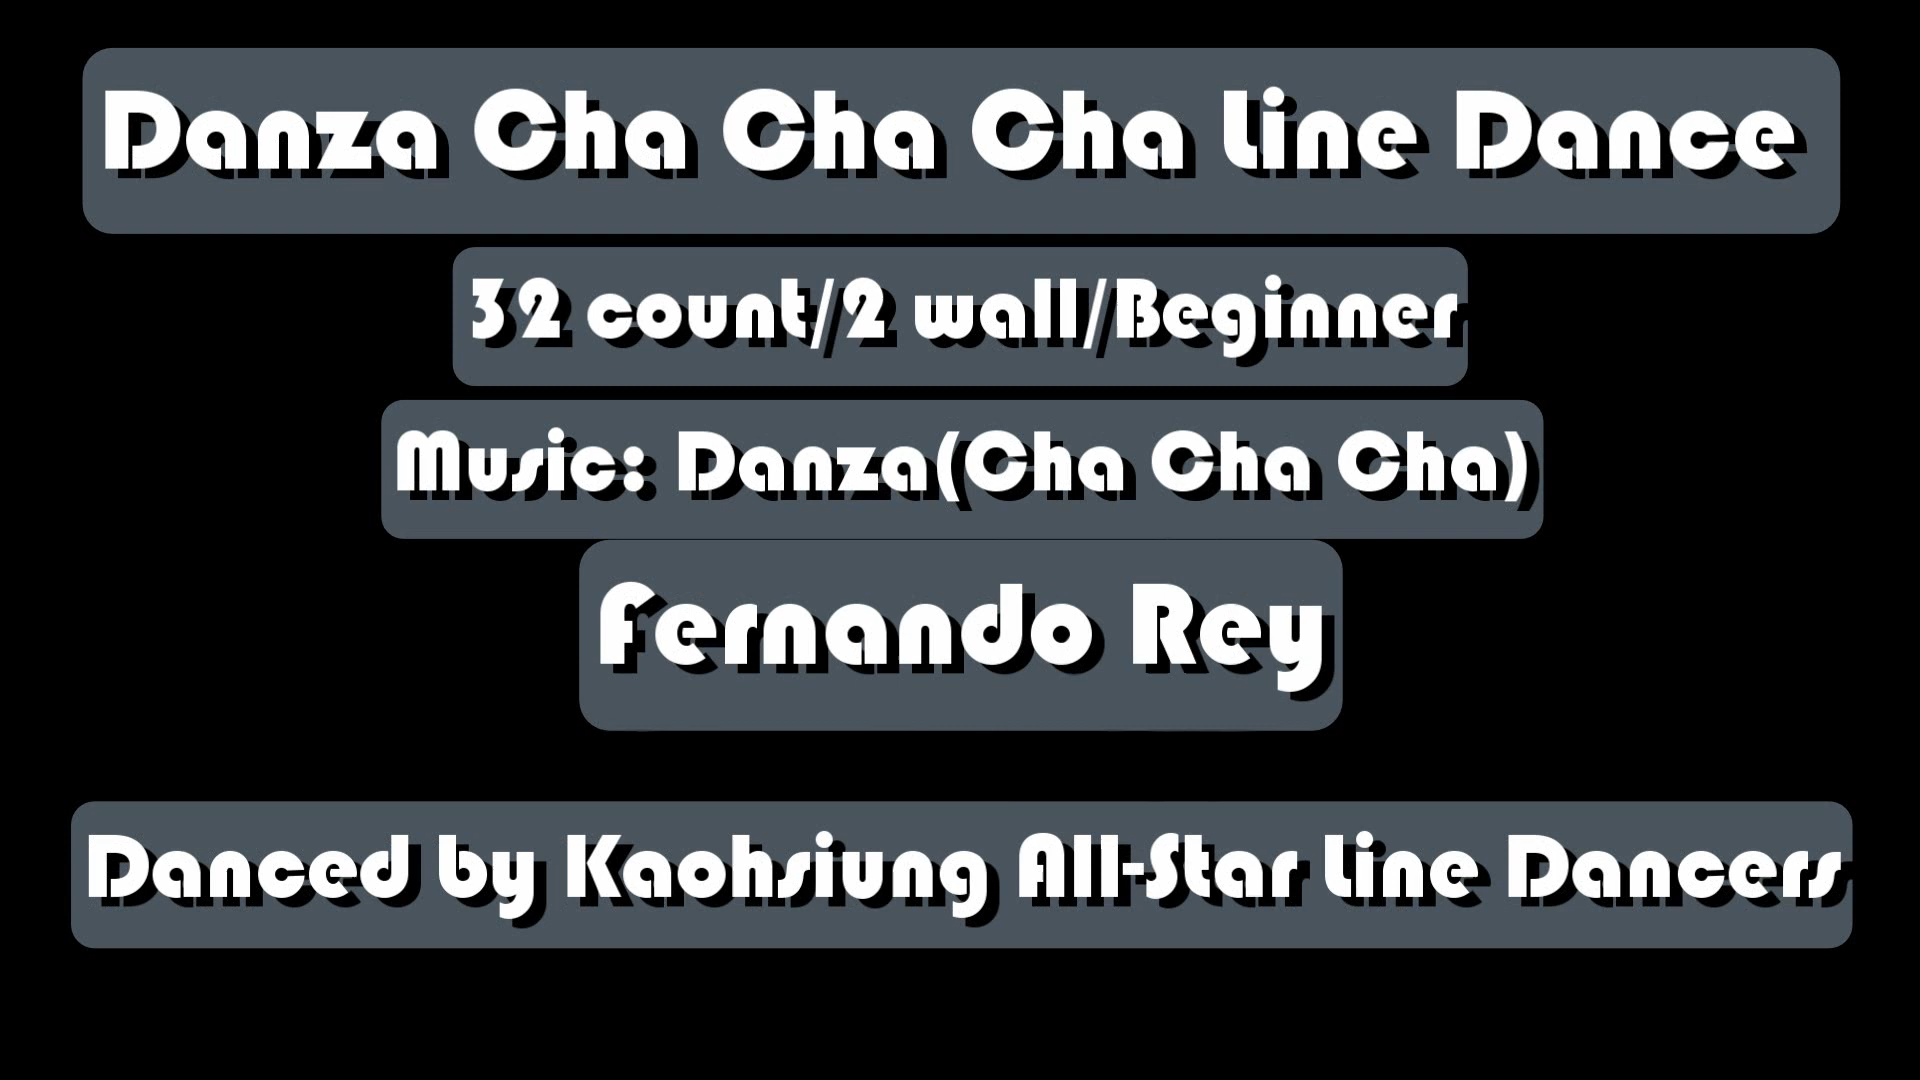 Danza Cha Cha Cha Line Dance
32 count/2 wall/Beginner
Music: Danza(Cha Cha Cha)
Fernando Rey
Danced by Kaohsiung All-Star Line Dancers